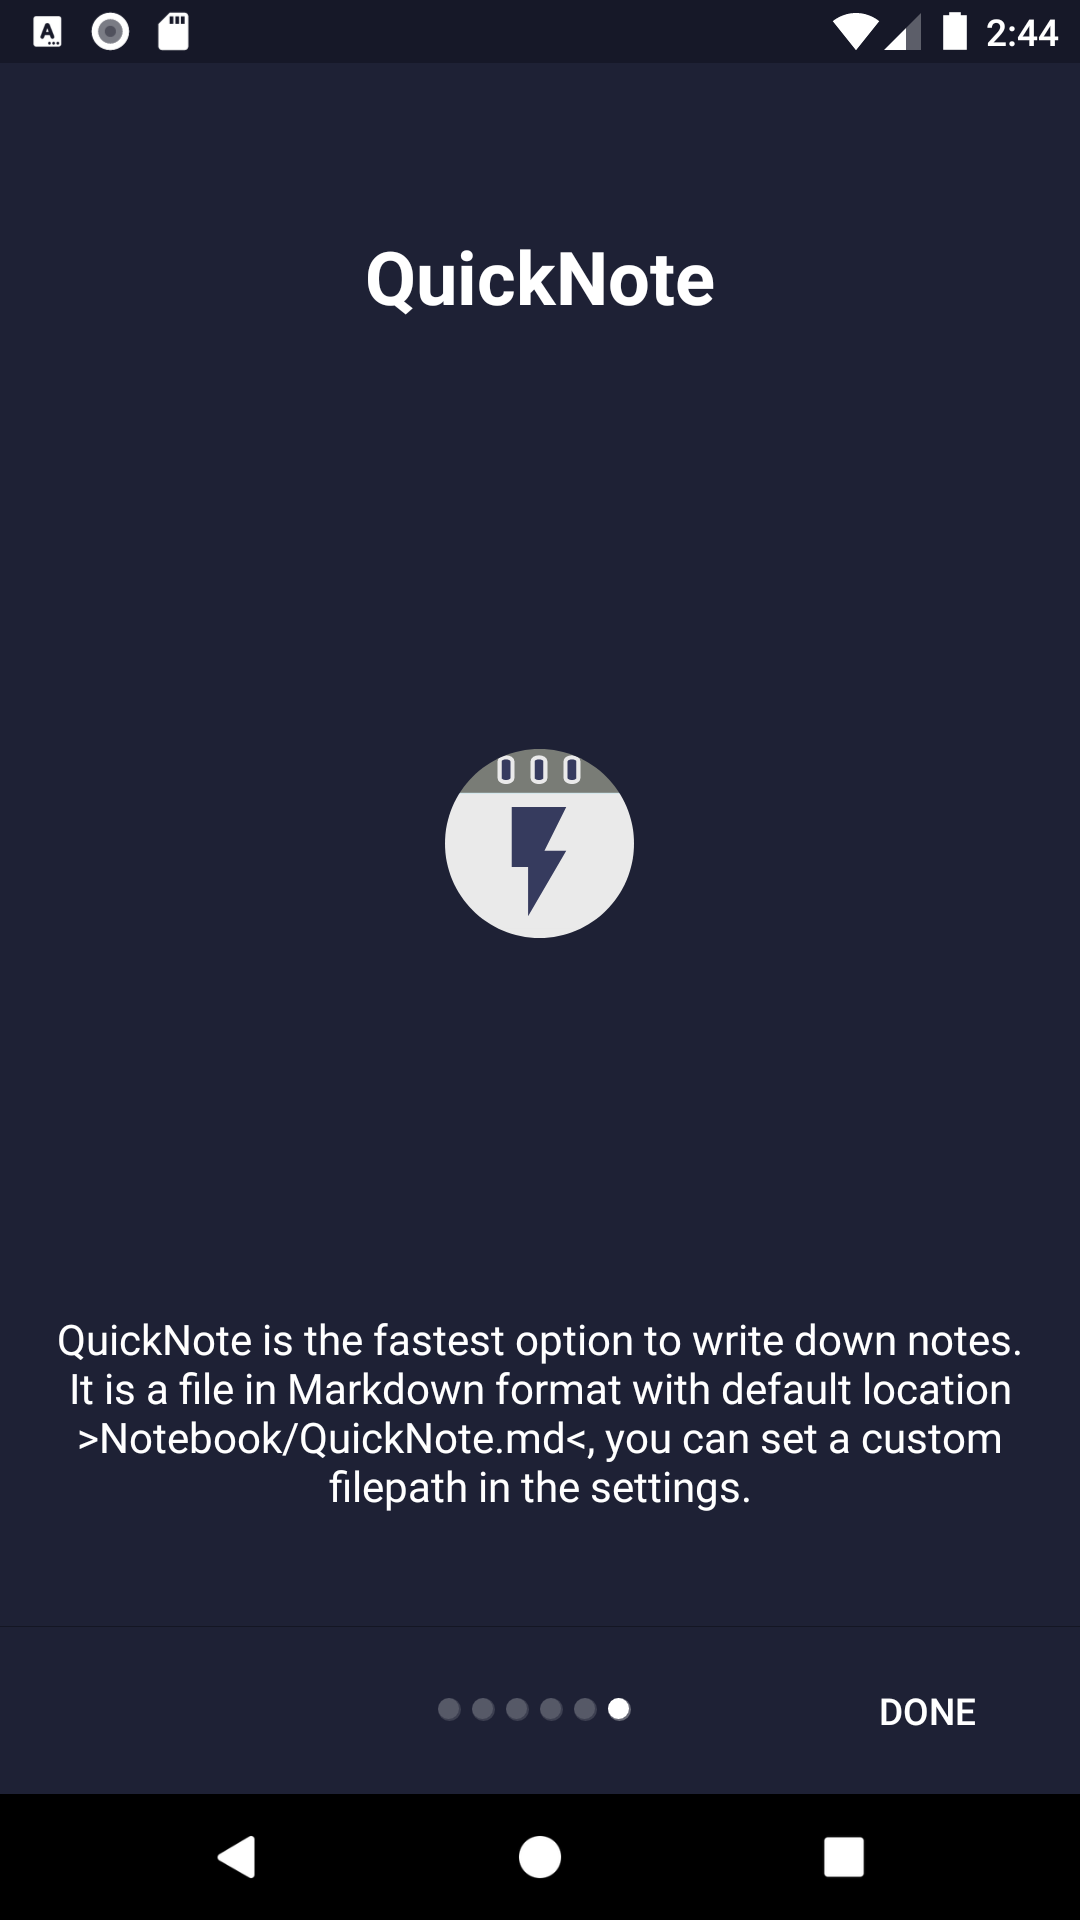 2:44
QuickNote
QuickNote is the fastest option to write down notes.
It is a file in Markdown format with default location
>Notebook/QuickNote.md<, you can set a custom
filepath in the settings.
DONE